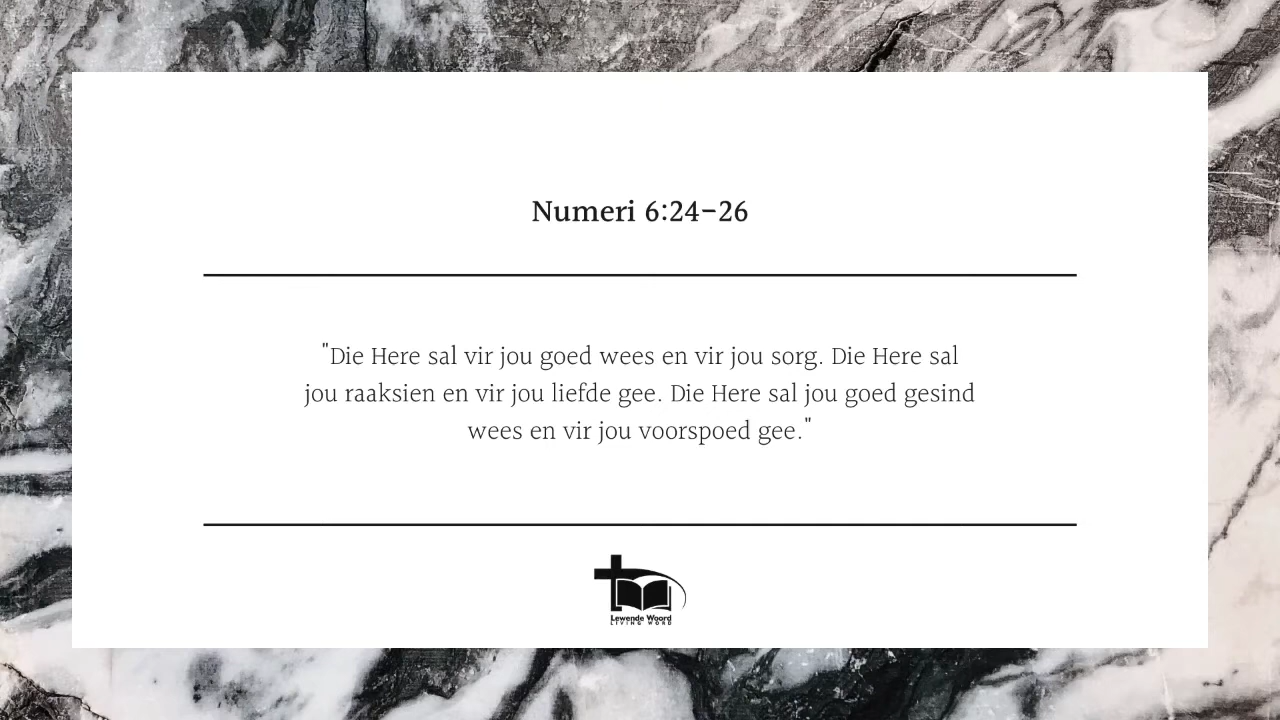 Numeri 6:24–26
"Die Here sal vir jou goed wees en vir jou sorg. Die Here sal
jou raaksien en vir jou liefde gee. Die Here sal jou goed gesind
wees en vir jou voorspoed gee."
Lewende Woord
LIVING WORD